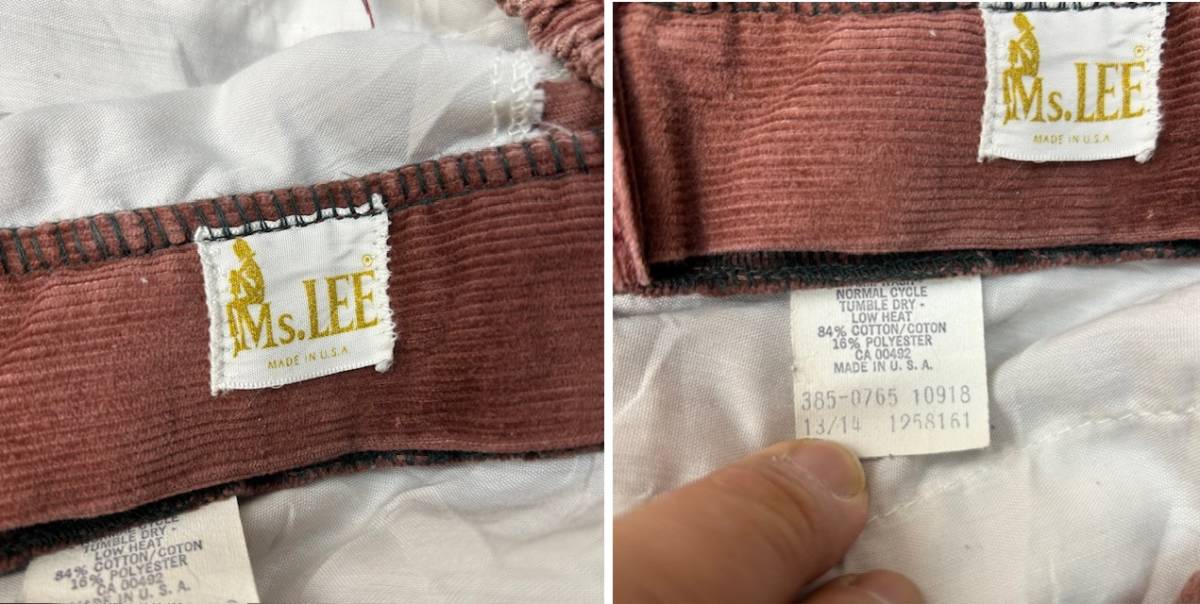 Ms. LEE ®
MADE IN U.S.A.
TUMBLE DRY -
LOW HEAT
84% COTTON/COTON
16% POLYESTER
CA 00492
MADE IN U. S. A.
Ms. LEE ®
MADE IN U.S.A.
NORMAL CYCLE
TUMBLE DRY -
LOW HEAT
84% COTTON/COTON
16% POLYESTER
CA 00492
MADE IN U. S. A.
385-0765 10918
13/14 1258161